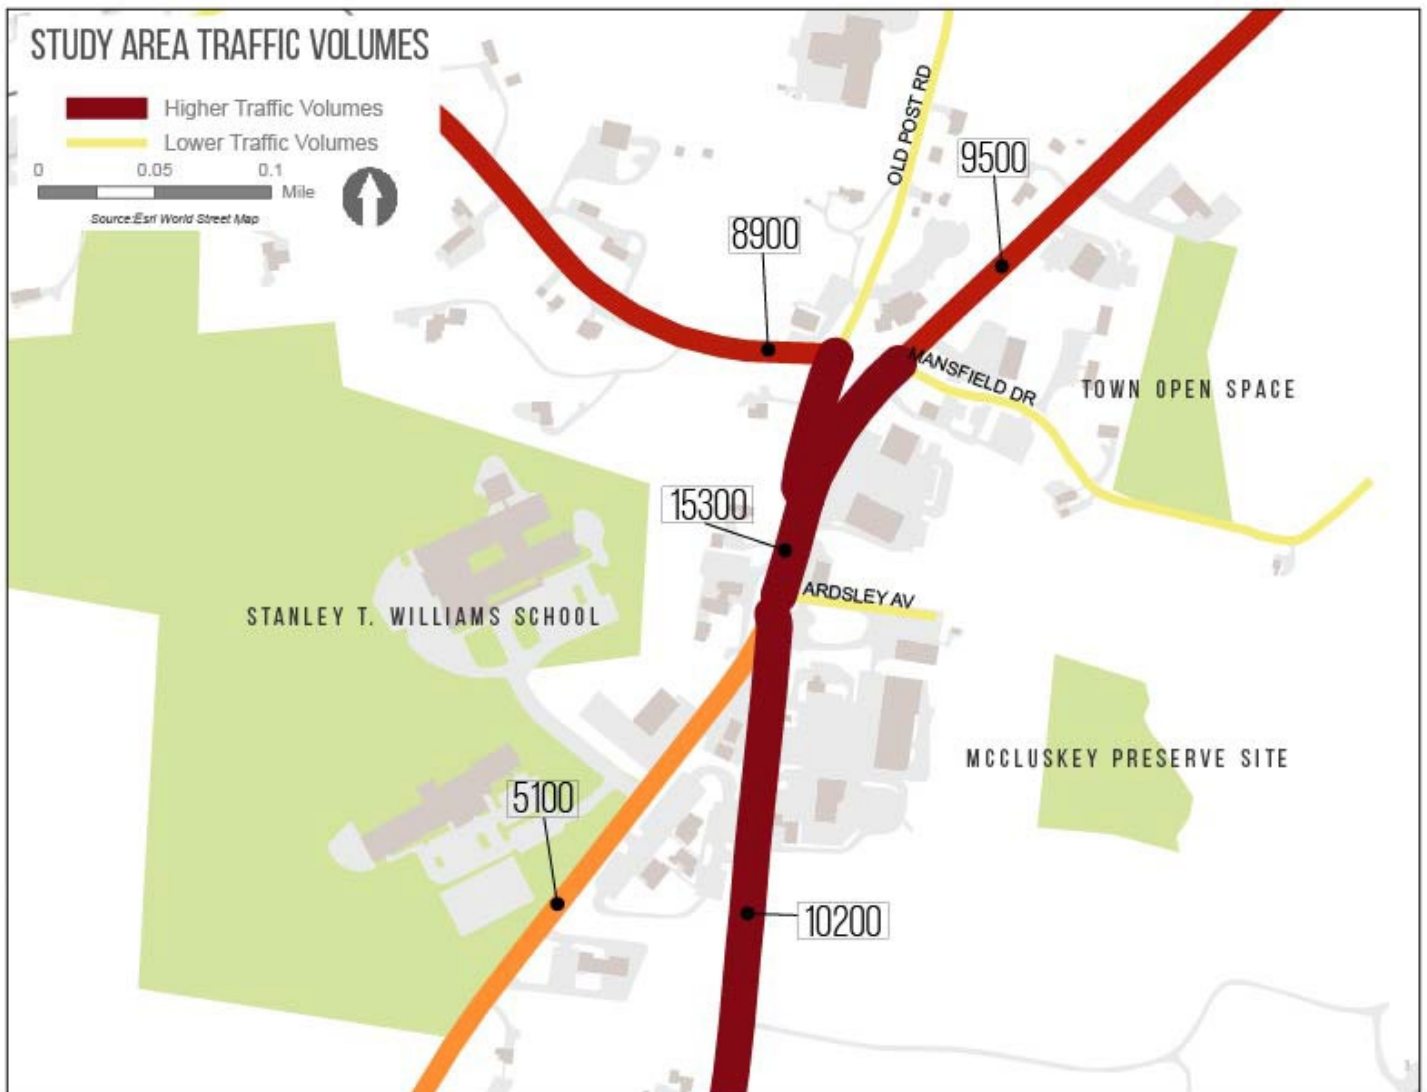 STUDY AREA TRAFFIC VOLUMES
Higher Traffic Volumes
Lower Traffic Volumes
0 0.05 0.1
Mile
Source:Esri World Street Map
OLD POST RD
9500
8900
MANSFIELD DR
TOWN OPEN SPACE
15300
ARDSLEY AV
STANLEY T. WILLIAMS SCHOOL
MCCLUSKEY PRESERVE SITE
5100
10200